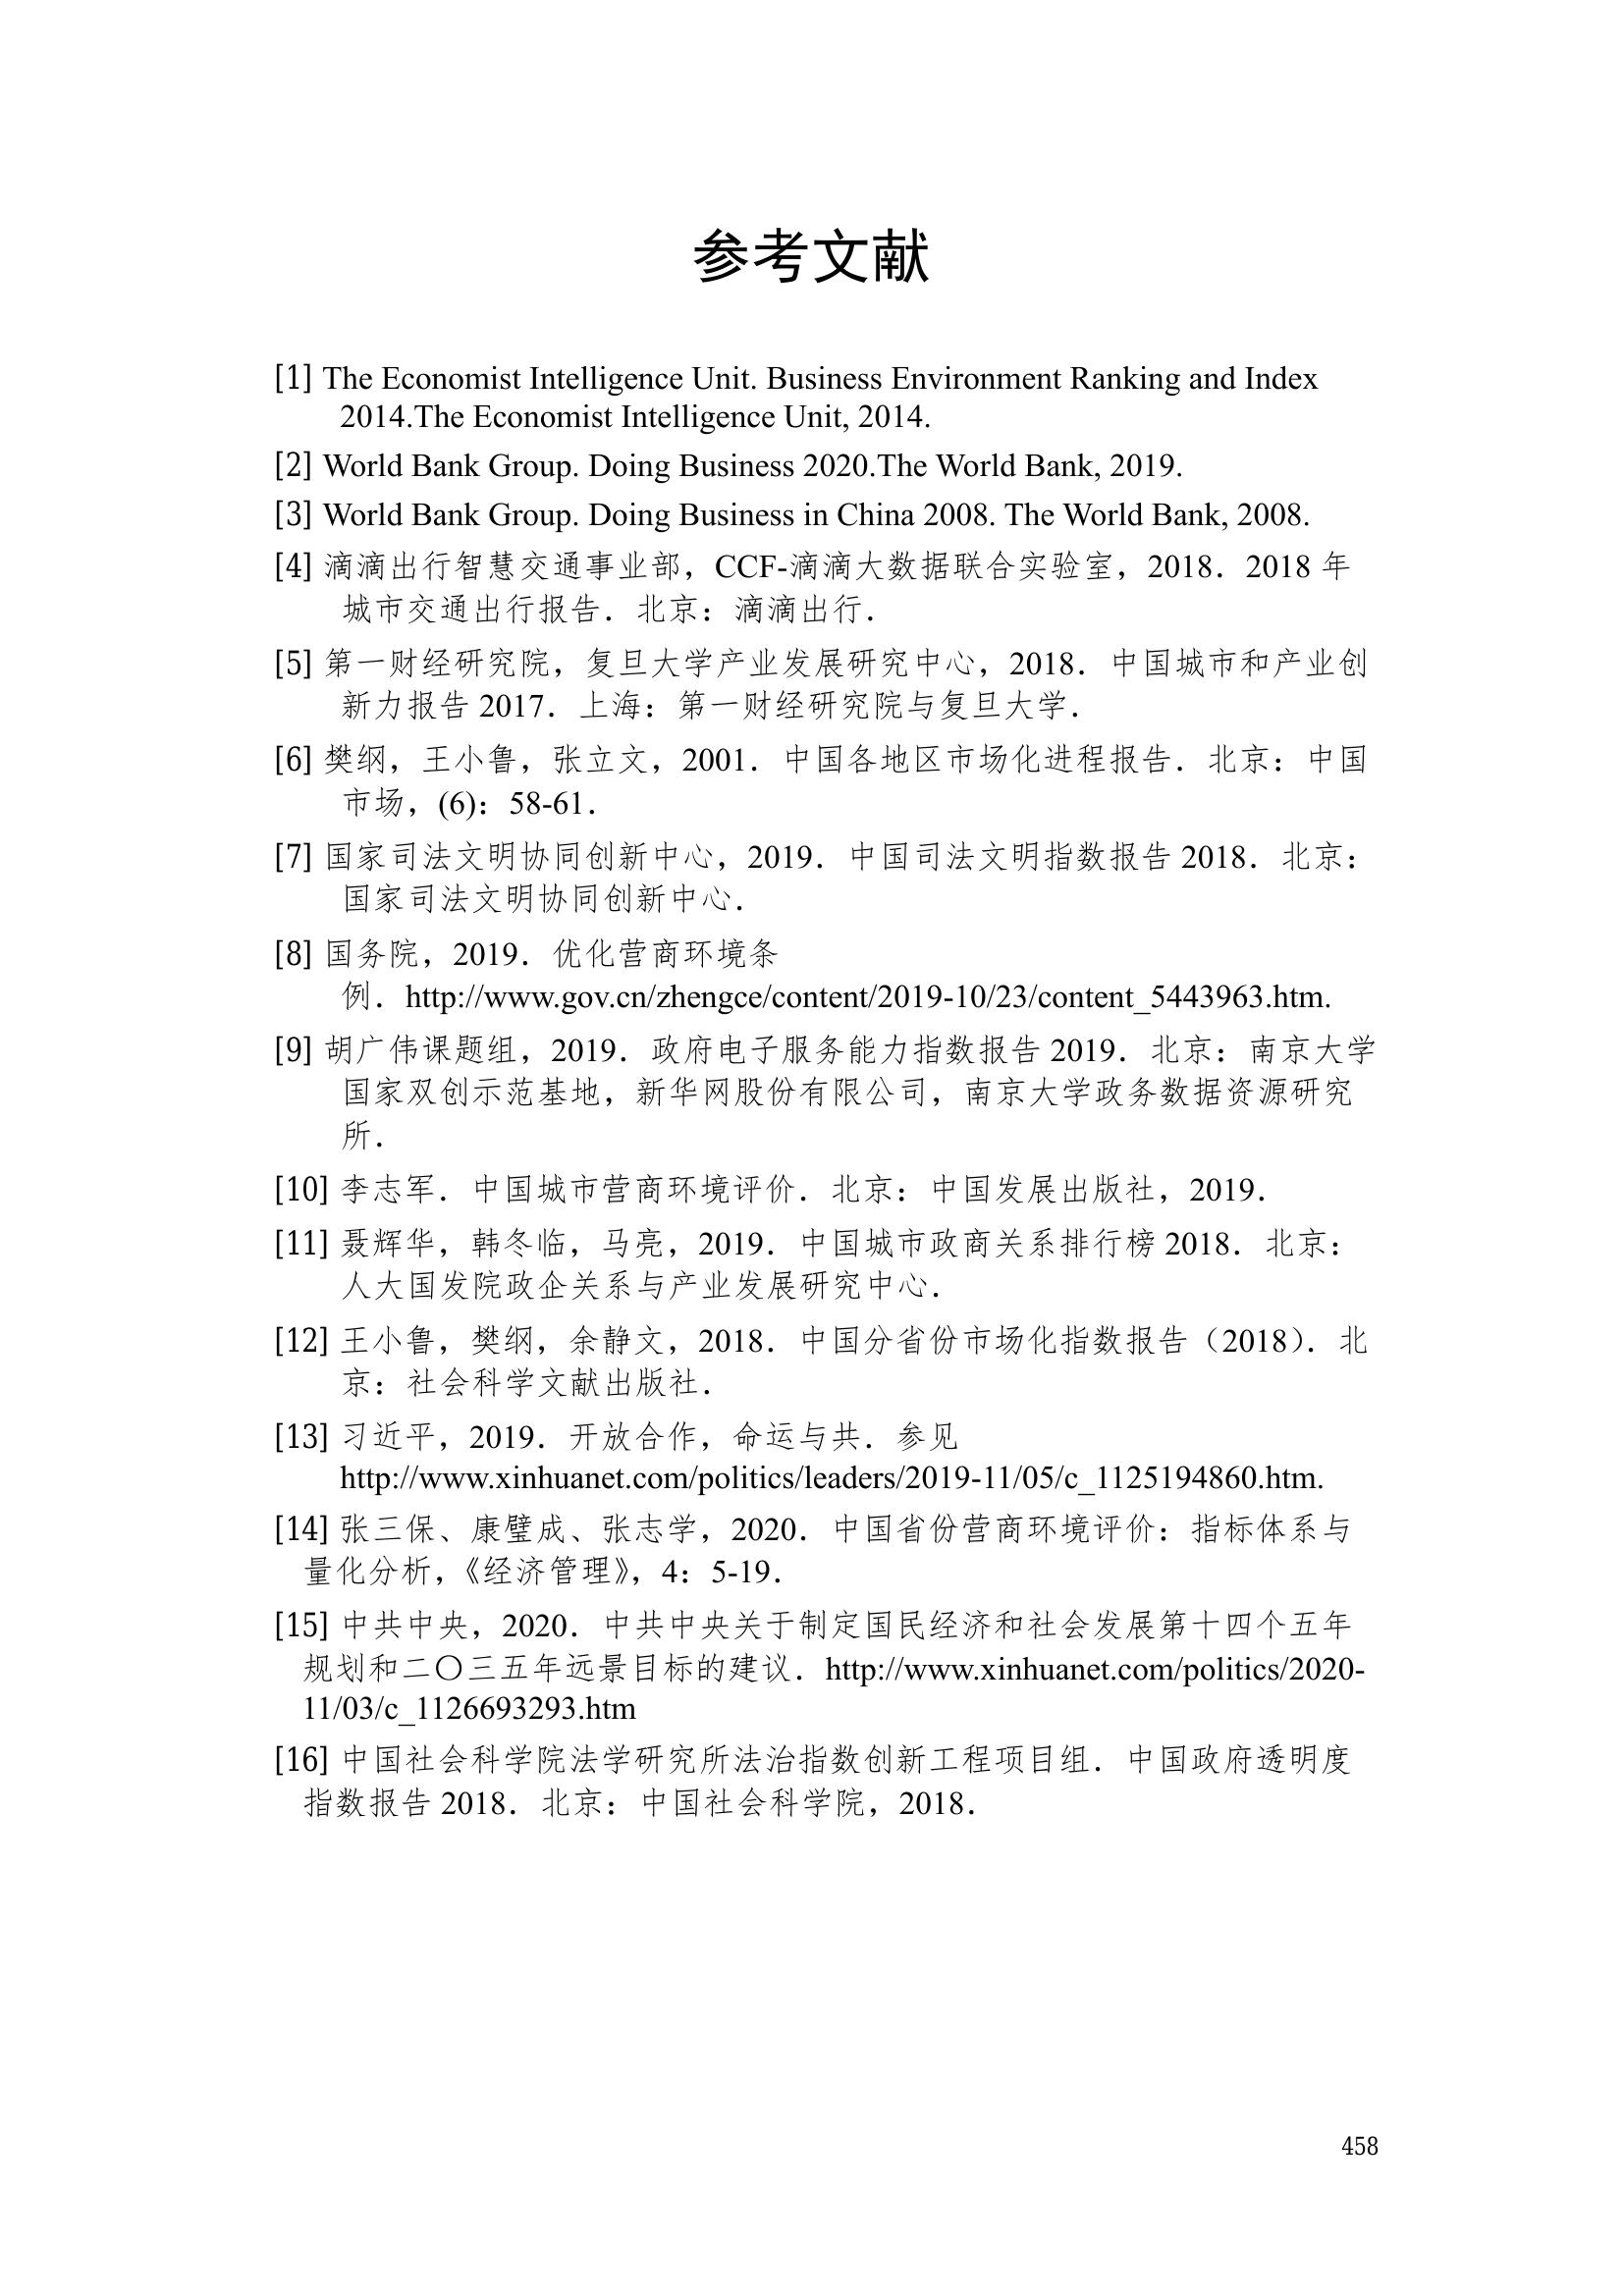 参考文献
[1] The Economist Intelligence Unit. Business Environment Ranking and Index
2014.The Economist Intelligence Unit, 2014.
[2] World Bank Group. Doing Business 2020.The World Bank, 2019.
[3] World Bank Group. Doing Business in China 2008. The World Bank, 2008.
[4] 滴滴出行智慧交通事业部，CCF-滴滴大数据联合实验室，2018．2018 年
城市交通出行报告．北京：滴滴出行．
[5] 第一财经研究院，复旦大学产业发展研究中心，2018．中国城市和产业创
新力报告 2017．上海：第一财经研究院与复旦大学．
[6] 樊纲，王小鲁，张立文，2001．中国各地区市场化进程报告．北京：中国
市场，(6)：58-61．
[7] 国家司法文明协同创新中心，2019．中国司法文明指数报告 2018．北京：
国家司法文明协同创新中心．
[8] 国务院，2019．优化营商环境条
例．http://www.gov.cn/zhengce/content/2019-10/23/content_5443963.htm.
[9] 胡广伟课题组，2019．政府电子服务能力指数报告 2019．北京：南京大学
国家双创示范基地，新华网股份有限公司，南京大学政务数据资源研究
所．
[10] 李志军．中国城市营商环境评价．北京：中国发展出版社，2019．
[11] 聂辉华，韩冬临，马亮，2019．中国城市政商关系排行榜 2018．北京：
人大国发院政企关系与产业发展研究中心．
[12] 王小鲁，樊纲，余静文，2018．中国分省份市场化指数报告（2018）．北
京：社会科学文献出版社．
[13] 习近平，2019．开放合作，命运与共．参见
http://www.xinhuanet.com/politics/leaders/2019-11/05/c_1125194860.htm.
[14] 张三保、康璧成、张志学，2020．中国省份营商环境评价：指标体系与
量化分析，《经济管理》，4：5-19．
[15] 中共中央，2020．中共中央关于制定国民经济和社会发展第十四个五年
规划和二〇三五年远景目标的建议．http://www.xinhuanet.com/politics/2020-
11/03/c_1126693293.htm
[16] 中国社会科学院法学研究所法治指数创新工程项目组．中国政府透明度
指数报告 2018．北京：中国社会科学院，2018．
458